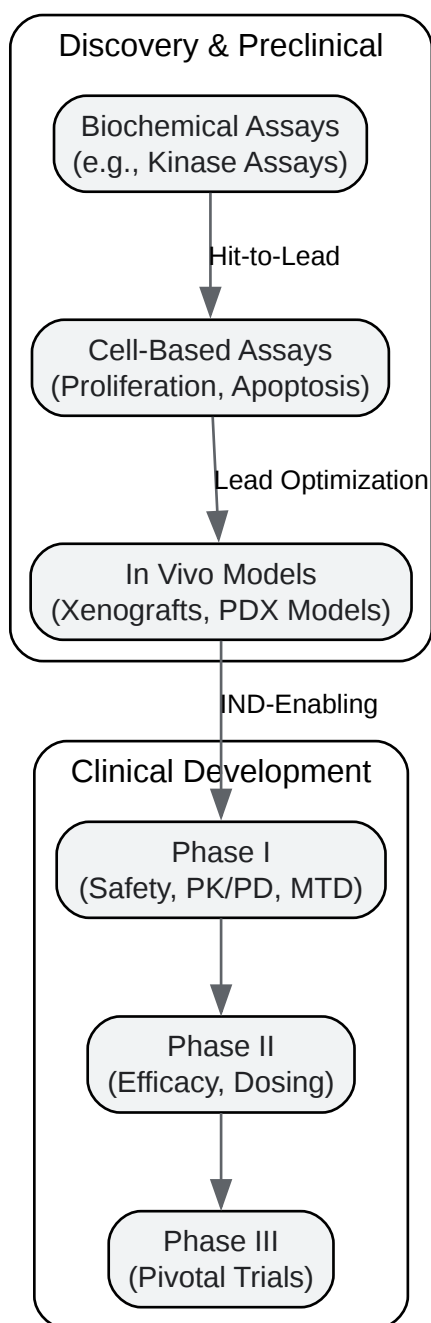 Discovery & Preclinical
Biochemical Assays
(e.g., Kinase Assays)
Hit-to-Lead
Cell-Based Assays
(Proliferation, Apoptosis)
Lead Optimization
In Vivo Models
(Xenografts, PDX Models)
IND-Enabling
Clinical Development
Phase I
(Safety, PK/PD, MTD)
Phase II
(Efficacy, Dosing)
Phase III
(Pivotal Trials)